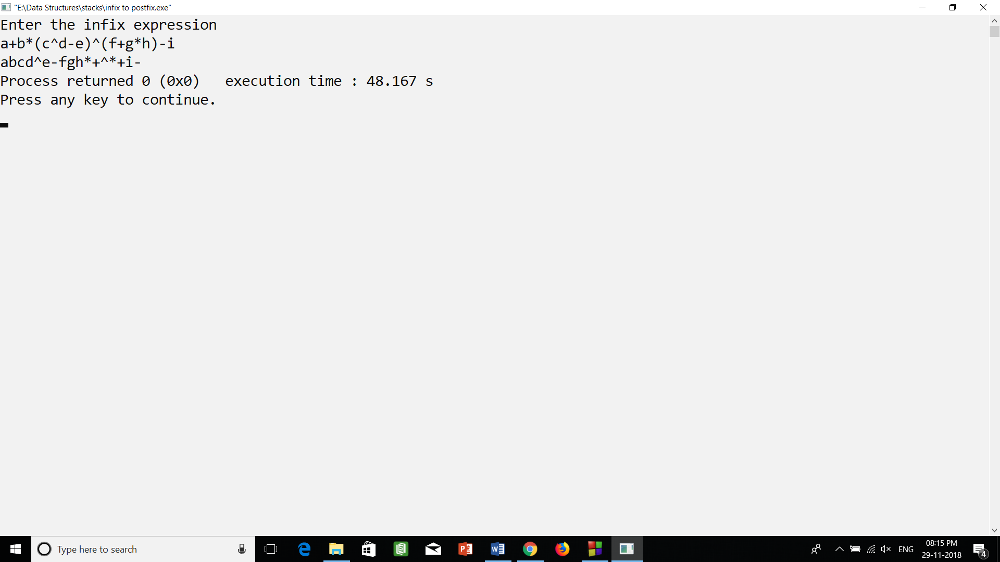 "E:\Data Structures\stacks\infix to postfix.exe"
Enter the infix expression
a+b*(c^d-e)^(f+g*h)-i
abcd^e-fgh*+^*+i-
Process returned 0 (0x0)   execution time : 48.167 s
Press any key to continue.
Type here to search
ENG
08:15 PM
29-11-2018
4